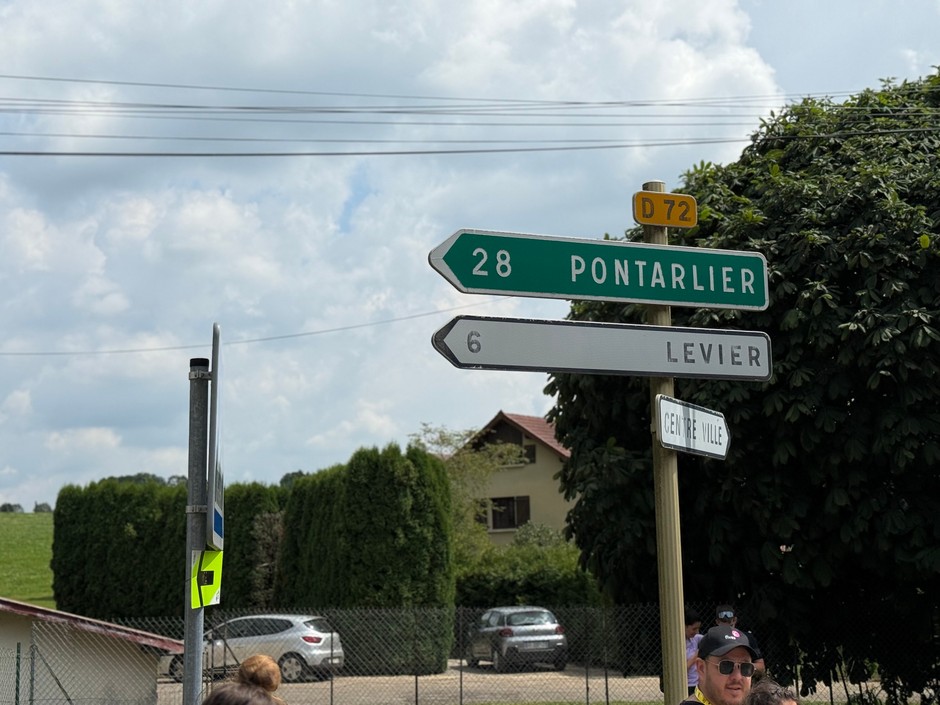 D 72
28 PONTARLIER
6 LEVIER
CENTRE VILLE